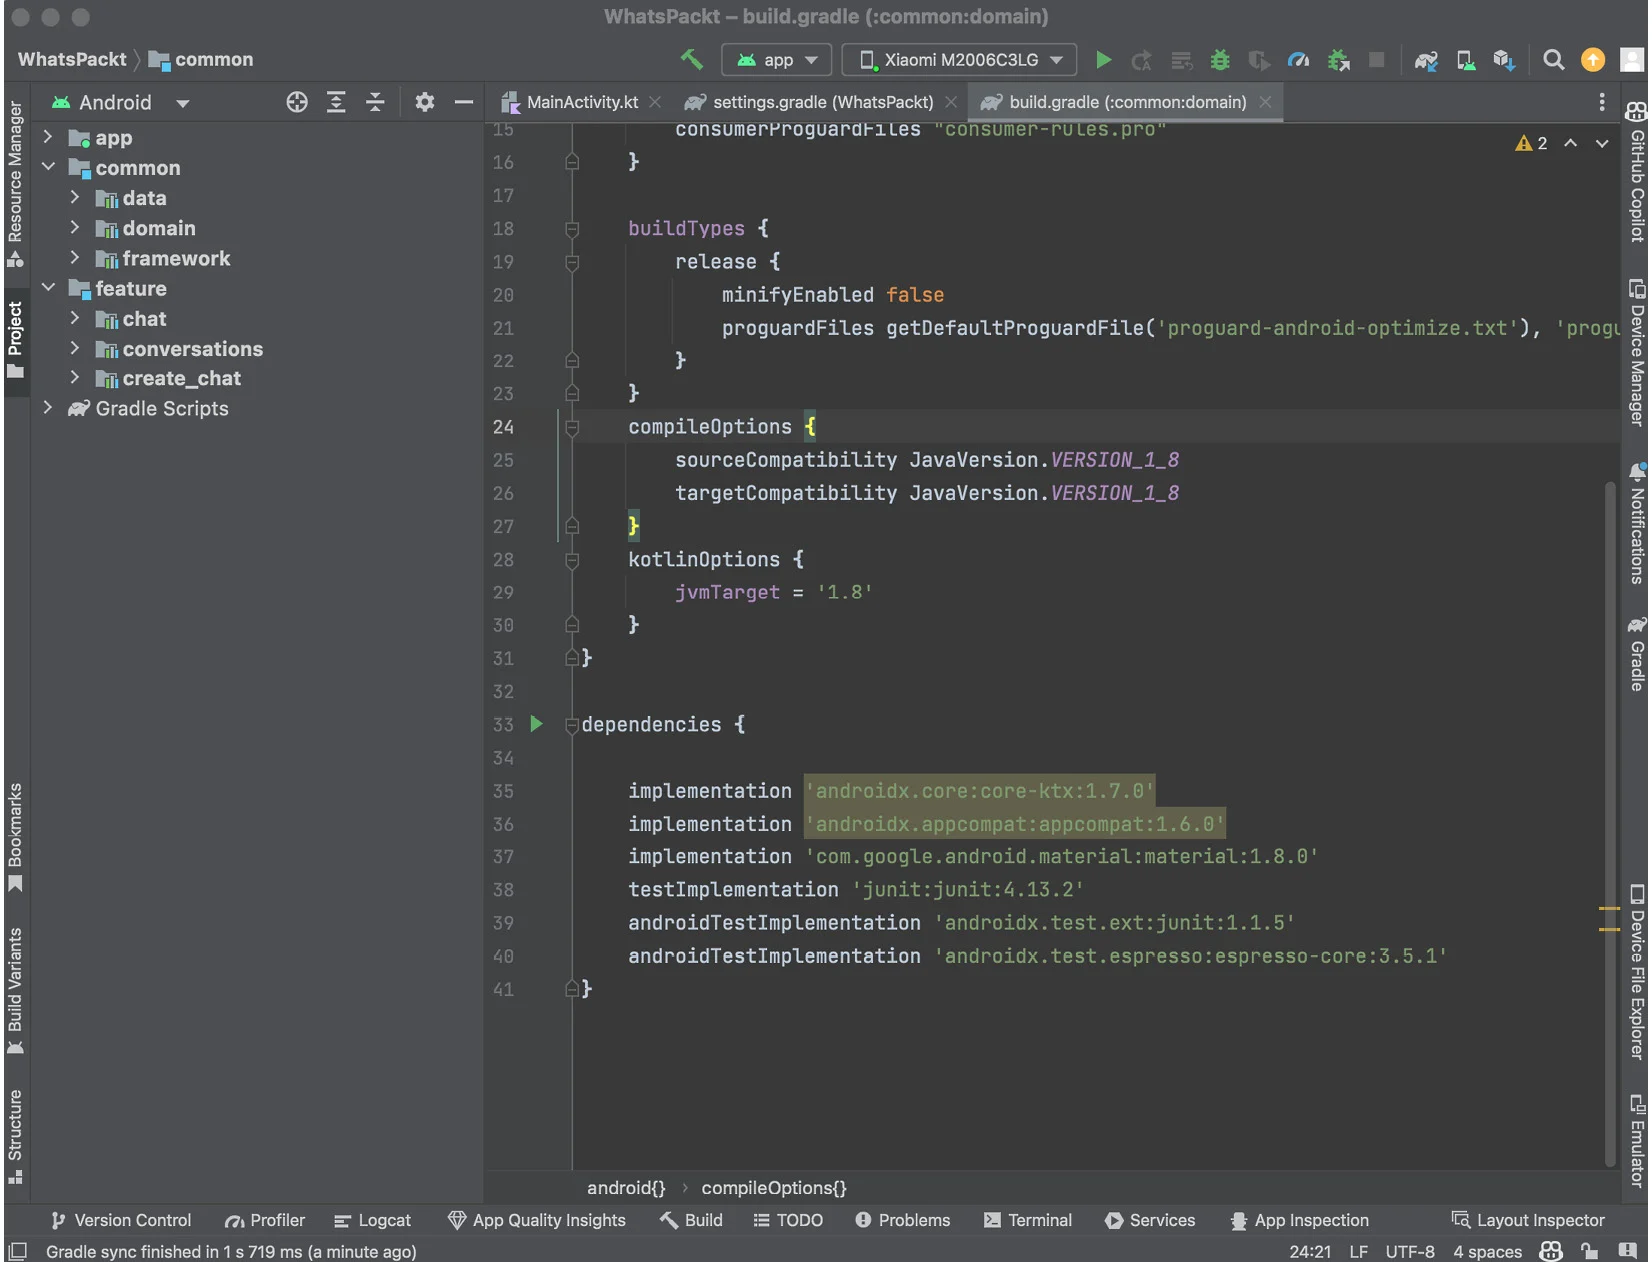 WhatsPackt – build.gradle (:common:domain)
WhatsPackt
common
app
Xiaomi M2006C3LG
Android
MainActivity.kt
settings.gradle (WhatsPackt)
build.gradle (:common:domain)
app
common
data
domain
framework
feature
chat
conversations
create_chat
Gradle Scripts
Resource Manager
Project
Bookmarks
Build Variants
Structure
2
15 consumerProguardFiles "consumer-rules.pro"
16 }
17
18 buildTypes {
19 release {
20 minifyEnabled false
21 proguardFiles getDefaultProguardFile('proguard-android-optimize.txt'), 'progu
22 }
23 }
24 compileOptions {
25 sourceCompatibility JavaVersion.VERSION_1_8
26 targetCompatibility JavaVersion.VERSION_1_8
27 }
28 kotlinOptions {
29 jvmTarget = '1.8'
30 }
31 }
32
33 dependencies {
34
35 implementation 'androidx.core:core-ktx:1.7.0'
36 implementation 'androidx.appcompat:appcompat:1.6.0'
37 implementation 'com.google.android.material:material:1.8.0'
38 testImplementation 'junit:junit:4.13.2'
39 androidTestImplementation 'androidx.test.ext:junit:1.1.5'
40 androidTestImplementation 'androidx.test.espresso:espresso-core:3.5.1'
41 }
GitHub Copilot
Device Manager
Notifications
Gradle
Device File Explorer
Emulator
android{} › compileOptions{}
Version Control
Profiler
Logcat
App Quality Insights
Build
TODO
Problems
Terminal
Services
App Inspection
Layout Inspector
Gradle sync finished in 1 s 719 ms (a minute ago)
24:21
LF
UTF-8
4 spaces